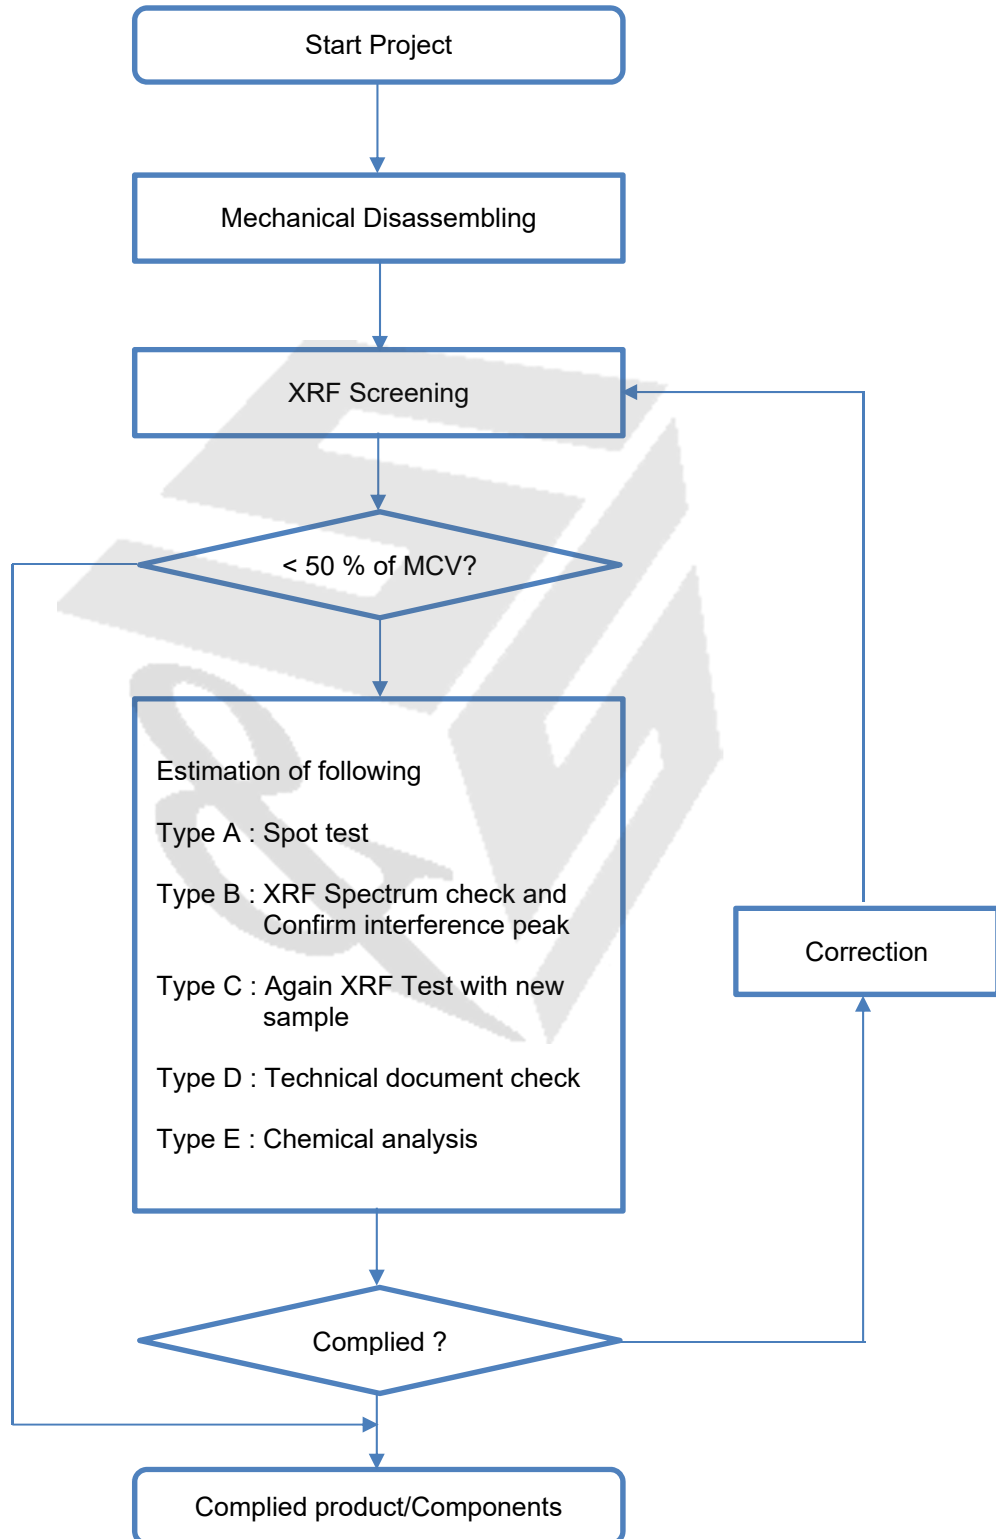 Start Project
Mechanical Disassembling
XRF Screening
< 50 % of MCV?
Estimation of following
Type A : Spot test
Type B : XRF Spectrum check and
Confirm interference peak
Type C : Again XRF Test with new
sample
Type D : Technical document check
Type E : Chemical analysis
Correction
Complied ?
Complied product/Components